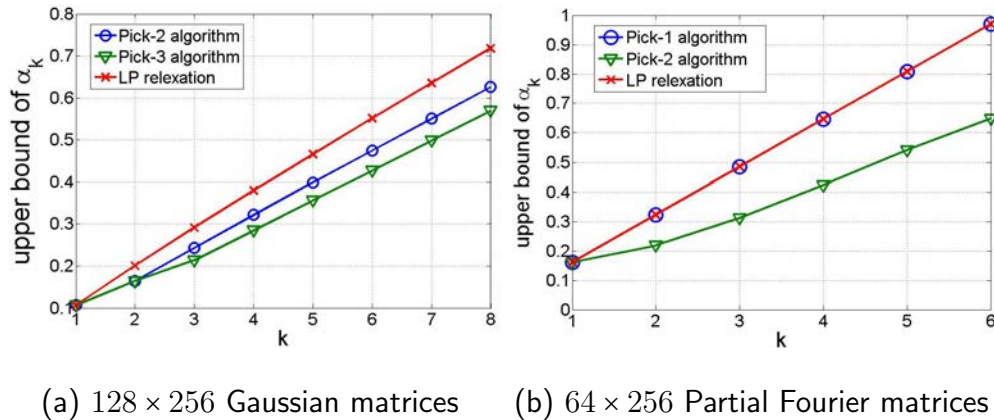 0.8
0.7
0.6
0.5
0.4
0.3
0.2
0.1
upper bound of α_k
Pick-2 algorithm
Pick-3 algorithm
LP relexation
1 2 3 4 5 6 7 8
k
1
0.9
0.8
0.7
0.6
0.5
0.4
0.3
0.2
0.1
0
upper bound of α_k
Pick-1 algorithm
Pick-2 algorithm
LP relexation
1 2 3 4 5 6
k
(a) 128 × 256 Gaussian matrices
(b) 64 × 256 Partial Fourier matrices